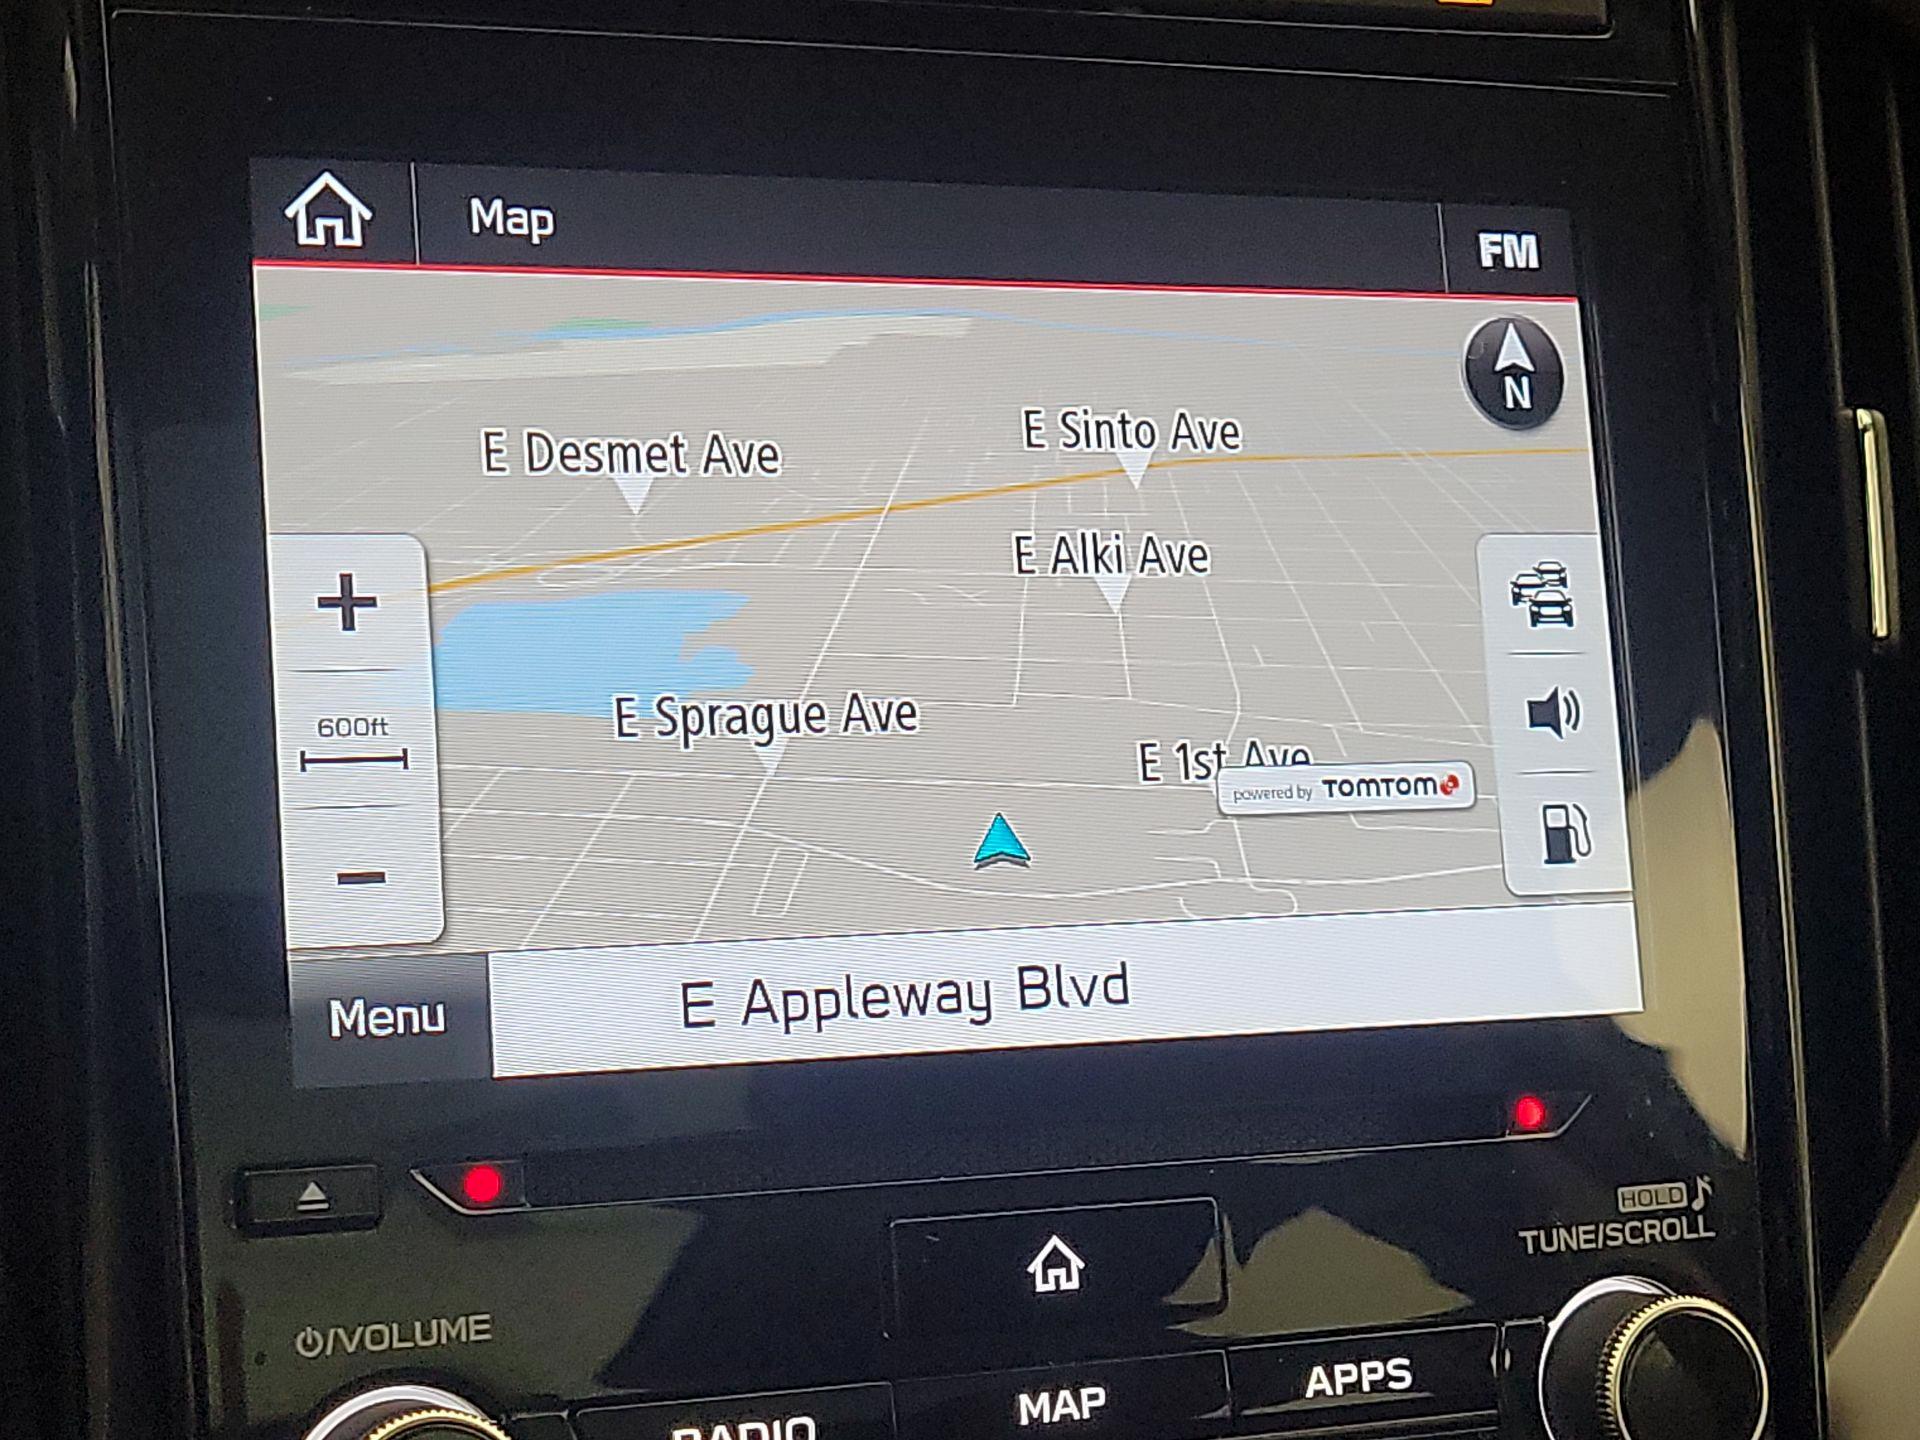 Map
FM
N
E Desmet Ave
E Sinto Ave
E Alki Ave
600ft
E Sprague Ave
E 1st Ave
powered by TOMTOM
Menu
E Appleway Blvd
HOLD
TUNE/SCROLL
/VOLUME
RADIO
MAP
APPS